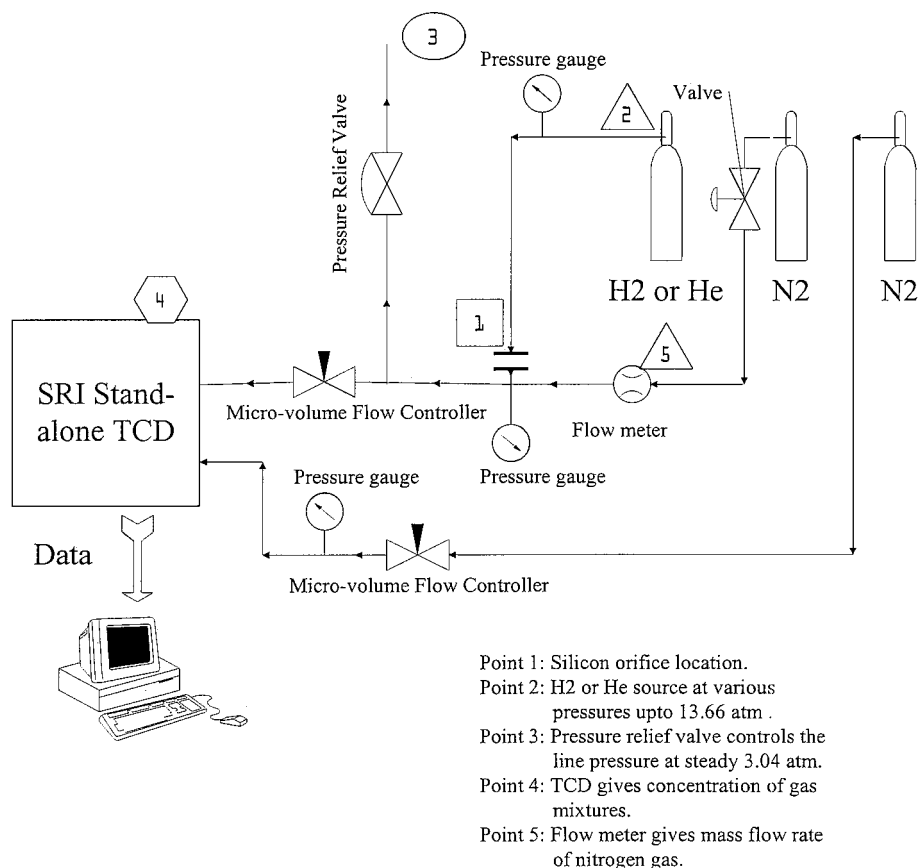 3
Pressure gauge
2
Valve
Pressure Relief Valve
H2 or He
N2
N2
4
1
5
SRI Stand-
alone TCD
Micro-volume Flow Controller
Flow meter
Pressure gauge
Pressure gauge
Data
Micro-volume Flow Controller
Point 1: Silicon orifice location.
Point 2: H2 or He source at various
pressures upto 13.66 atm .
Point 3: Pressure relief valve controls the
line pressure at steady 3.04 atm.
Point 4: TCD gives concentration of gas
mixtures.
Point 5: Flow meter gives mass flow rate
of nitrogen gas.